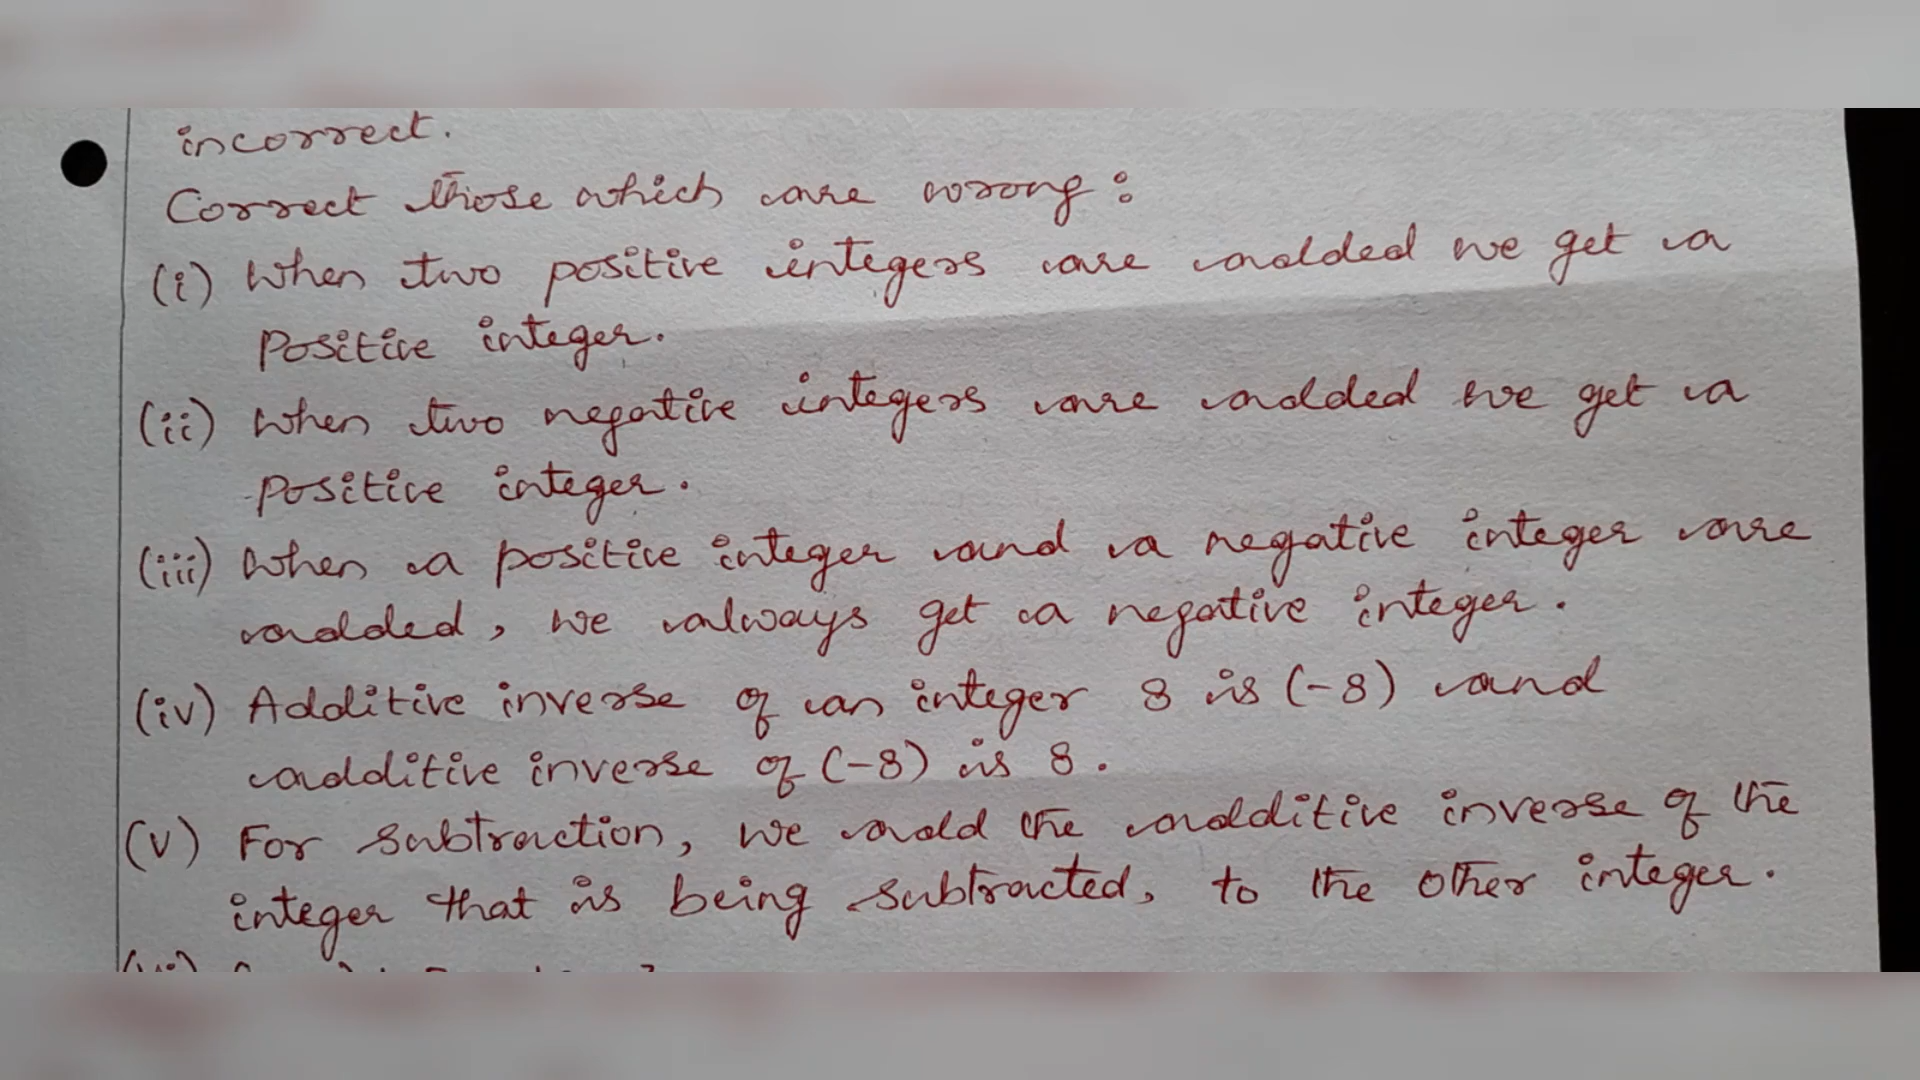 incorrect.
Correct those which are wrong:
(i) When two positive integers are added we get a
positive integer.
(ii) When two negative integers are added we get a
positive integer.
(iii) When a positive integer and a negative integer are
added, we always get a negative integer.
(iv) Additive inverse of an integer 8 is (-8) and
additive inverse of (-8) is 8.
(v) For subtraction, we add the additive inverse of the
integer that is being subtracted, to the other integer.